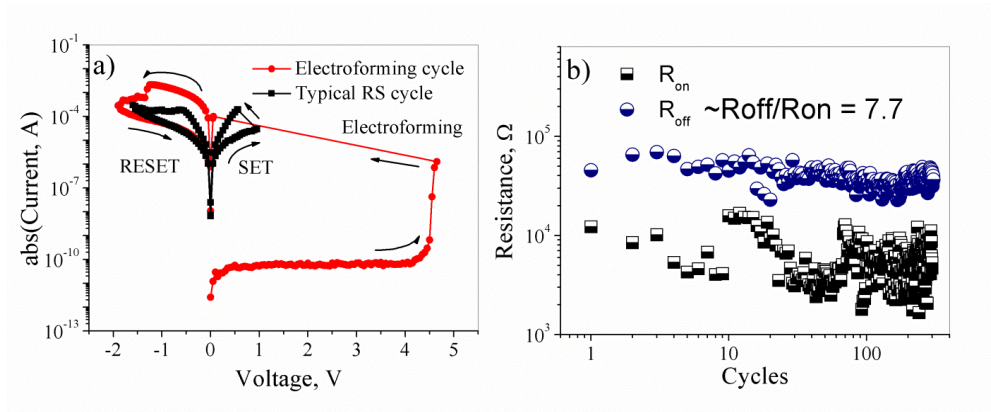 a)
Electroforming cycle
Typical RS cycle
Electroforming
RESET
SET
abs(Current, A)
10^-1
10^-4
10^-7
10^-10
10^-13
-2 -1 0 1 2 3 4 5
Voltage, V
b)
R_on
R_off ~Roff/Ron = 7.7
Resistance, Ω
10^5
10^4
10^3
1 10 100
Cycles